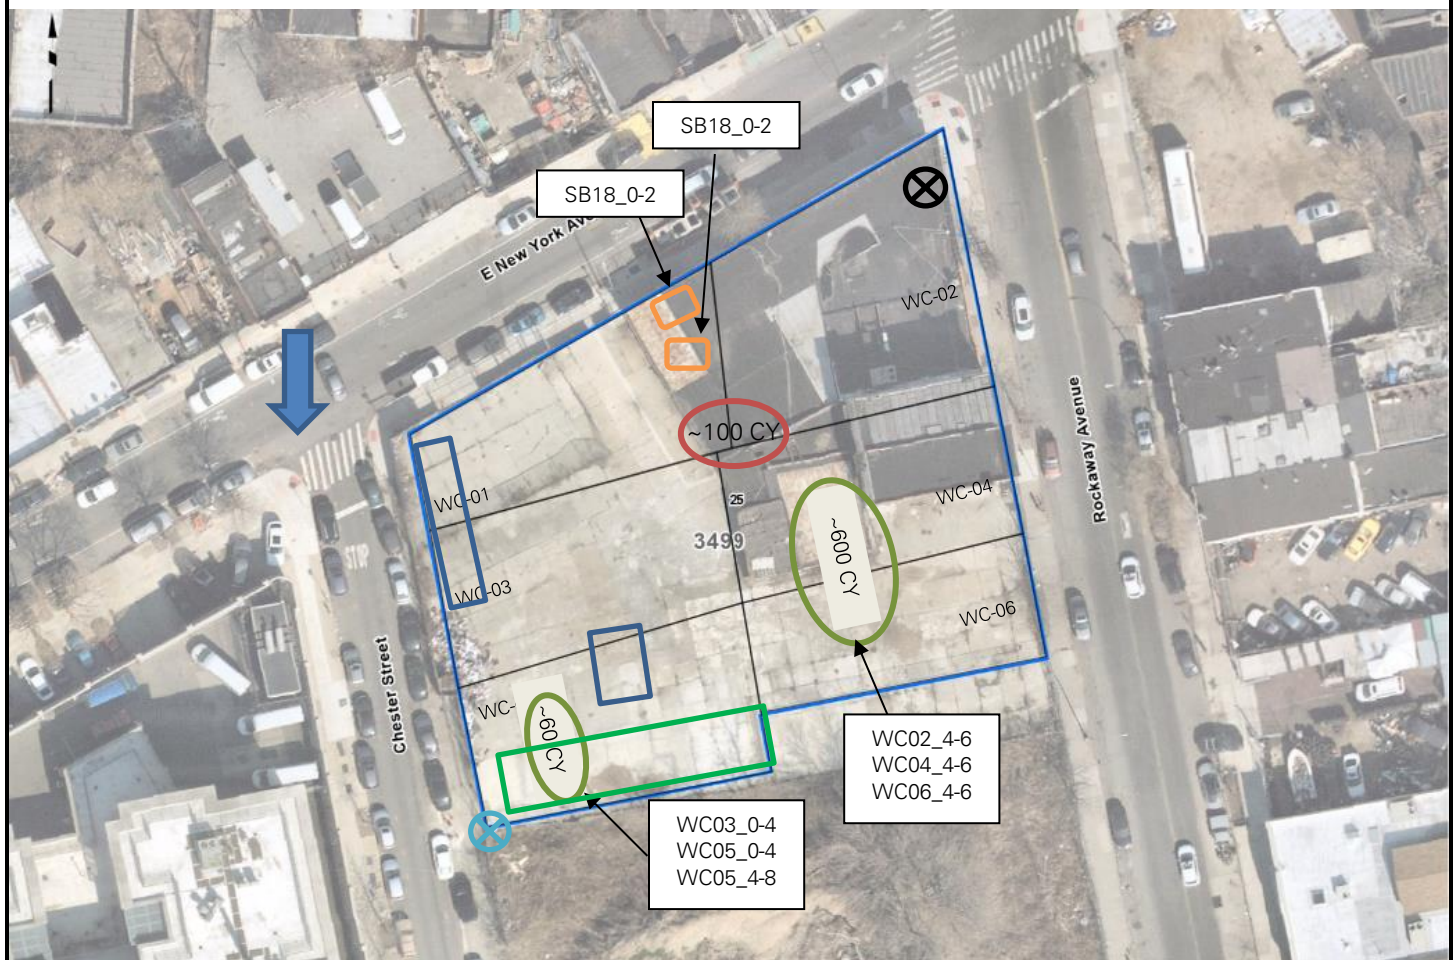 SB18_0-2
SB18_0-2
E New York Ave
WC-02
~100 CY
WC-01
WC-04
25
3499
~600 CY
Rockaway Avenue
WC-03
WC-06
WC-
~60 CY
Chester Street
WC02_4-6
WC04_4-6
WC06_4-6
WC03_0-4
WC05_0-4
WC05_4-8
STOP